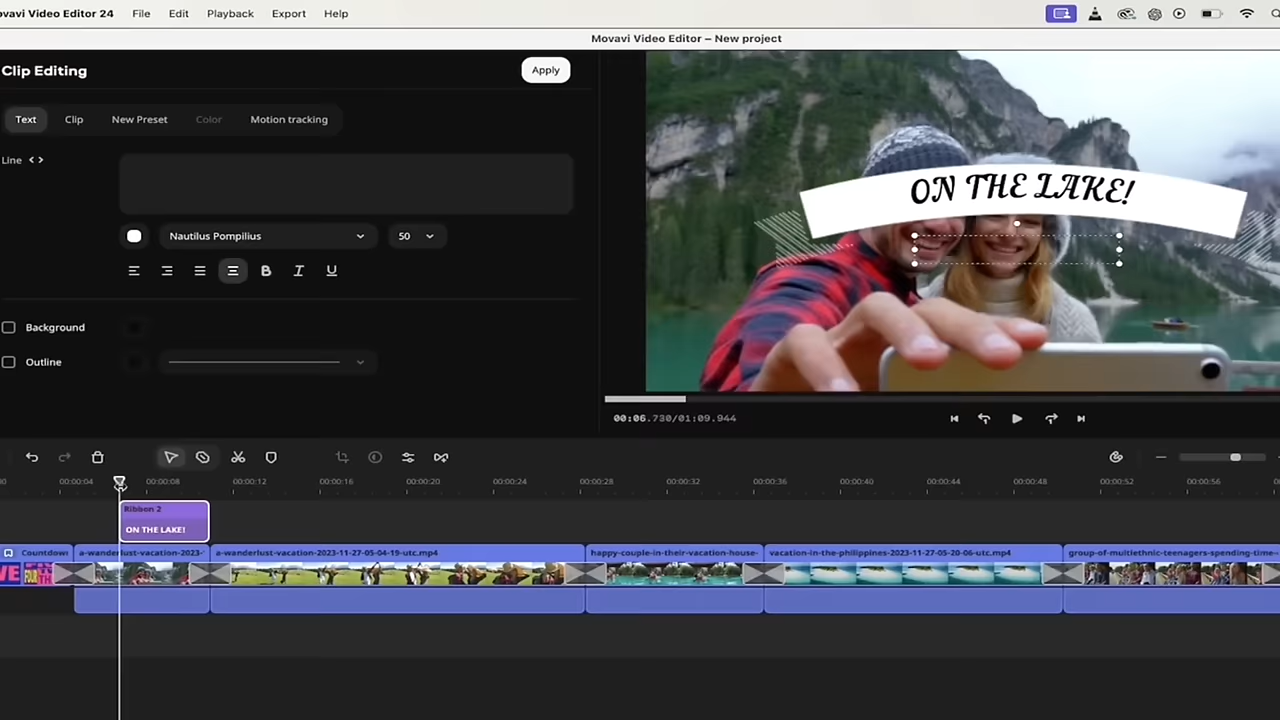 ovavi Video Editor 24 File Edit Playback Export Help
Movavi Video Editor – New project
Clip Editing Apply
Text Clip New Preset Color Motion tracking
Line
ON THE LAKE!
Nautilus Pompilius 50
B I U
Background
Outline
00:06.730/01:09.944
00:00:04 00:00:08 00:00:12 00:00:16 00:00:20 00:00:24 00:00:28 00:00:32 00:00:36 00:00:40 00:00:44 00:00:48 00:00:52 00:00:56
Ribbon 2
ON THE LAKE!
Countdown a-wanderlust-vacation-2023- a-wanderlust-vacation-2023-11-27-05-04-19-utc.mp4 happy-couple-in-their-vacation-house- vacation-in-the-philippines-2023-11-27-05-20-06-utc.mp4 group-of-multiethnic-teenagers-spending-time-
VE FOUR